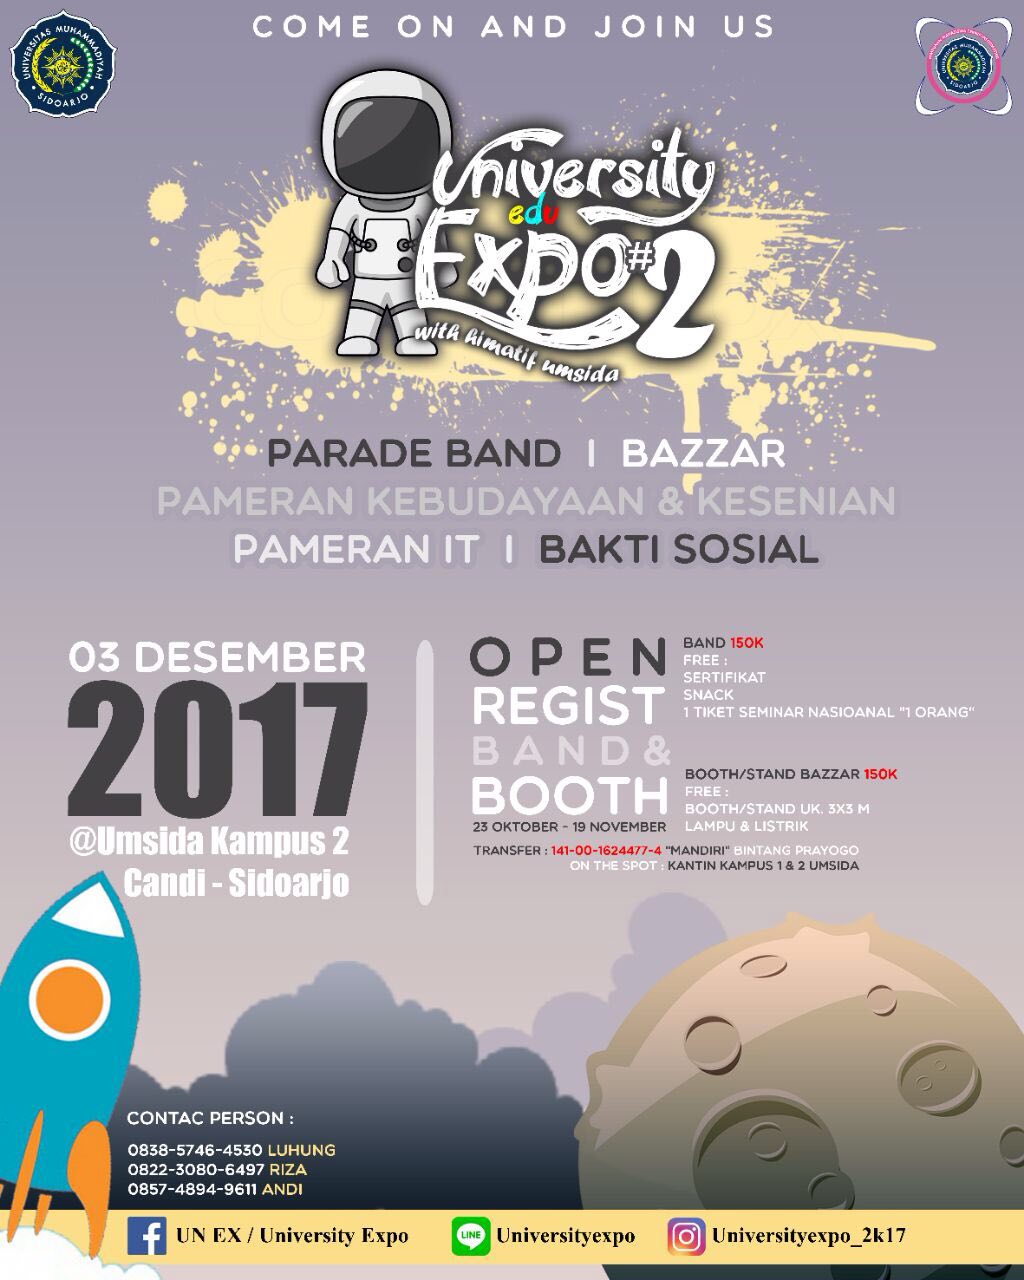 COME ON AND JOIN US
UNIVERSITAS MUHAMMADIYAH
SIDOARJO
University
edu
Expo #2
with himatif umsida
PARADE BAND | BAZZAR
PAMERAN KEBUDAYAAN & KESENIAN
PAMERAN IT | BAKTI SOSIAL
03 DESEMBER
2017
@Umsida Kampus 2
Candi - Sidoarjo
OPEN
REGIST
BAND &
BOOTH
23 OKTOBER - 19 NOVEMBER
BAND 150K
FREE :
SERTIFIKAT
SNACK
1 TIKET SEMINAR NASIOANAL "1 ORANG"
BOOTH/STAND BAZZAR 150K
FREE :
BOOTH/STAND UK. 3X3 M
LAMPU & LISTRIK
TRANSFER : 141-00-1624477-4 "MANDIRI" BINTANG PRAYOGO
ON THE SPOT : KANTIN KAMPUS 1 & 2 UMSIDA
CONTAC PERSON :
0838-5746-4530 LUHUNG
0822-3080-6497 RIZA
0857-4894-9611 ANDI
UN EX / University Expo
LINE
Universityexpo
Universityexpo_2k17